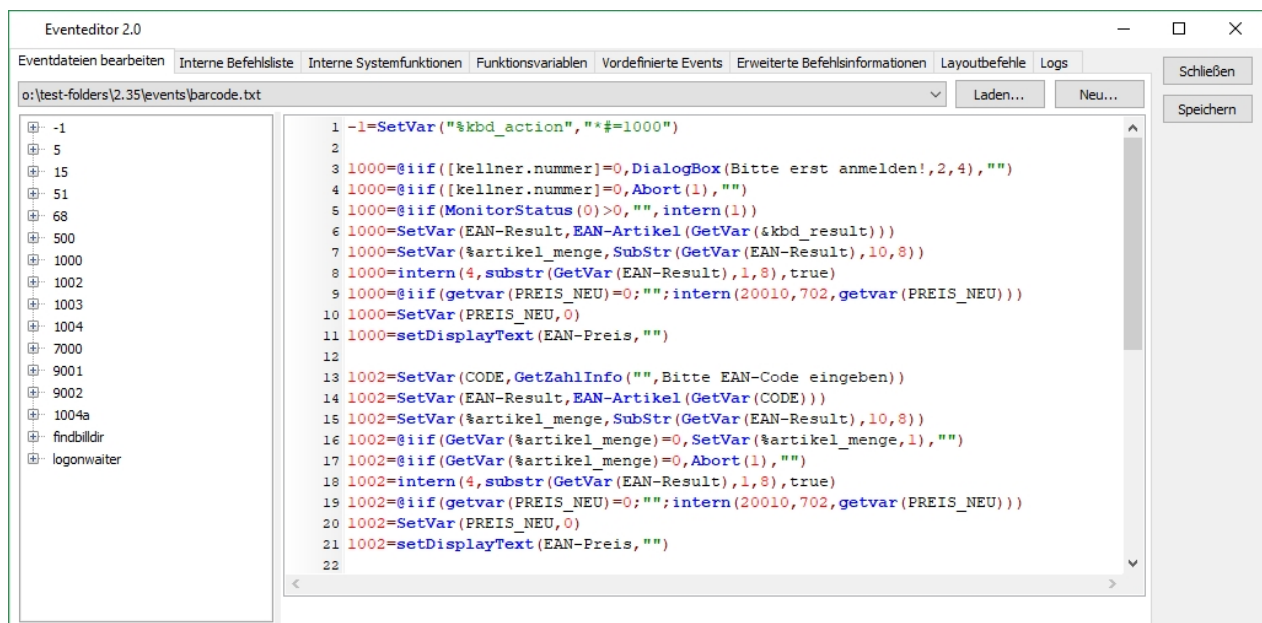 Eventeditor 2.0
Eventdateien bearbeiten Interne Befehlsliste Interne Systemfunktionen Funktionsvariablen Vordefinierte Events Erweiterte Befehlsinformationen Layoutbefehle Logs
Schließen
o:\test-folders\2.35\events\barcode.txt Laden... Neu...
Speichern
-1
5
15
51
68
500
1000
1002
1003
1004
7000
9001
9002
1004a
findbilldir
logonwaiter
1 -1=SetVar("%kbd_action","*#=1000")
2
3 1000=@iif([kellner.nummer]=0,DialogBox(Bitte erst anmelden!,2,4),"")
4 1000=@iif([kellner.nummer]=0,Abort(1),"")
5 1000=@iif(MonitorStatus(0)>0,"",intern(1))
6 1000=SetVar(EAN-Result,EAN-Artikel(GetVar(&kbd_result)))
7 1000=SetVar(%artikel_menge,SubStr(GetVar(EAN-Result),10,8))
8 1000=intern(4,substr(GetVar(EAN-Result),1,8),true)
9 1000=@iif(getvar(PREIS_NEU)=0;"";intern(20010,702,getvar(PREIS_NEU)))
10 1000=SetVar(PREIS_NEU,0)
11 1000=setDisplayText(EAN-Preis,"")
12
13 1002=SetVar(CODE,GetZahlInfo("",Bitte EAN-Code eingeben))
14 1002=SetVar(EAN-Result,EAN-Artikel(GetVar(CODE)))
15 1002=SetVar(%artikel_menge,SubStr(GetVar(EAN-Result),10,8))
16 1002=@iif(GetVar(%artikel_menge)=0,SetVar(%artikel_menge,1),"")
17 1002=@iif(GetVar(%artikel_menge)=0,Abort(1),"")
18 1002=intern(4,substr(GetVar(EAN-Result),1,8),true)
19 1002=@iif(getvar(PREIS_NEU)=0;"";intern(20010,702,getvar(PREIS_NEU)))
20 1002=SetVar(PREIS_NEU,0)
21 1002=setDisplayText(EAN-Preis,"")
22